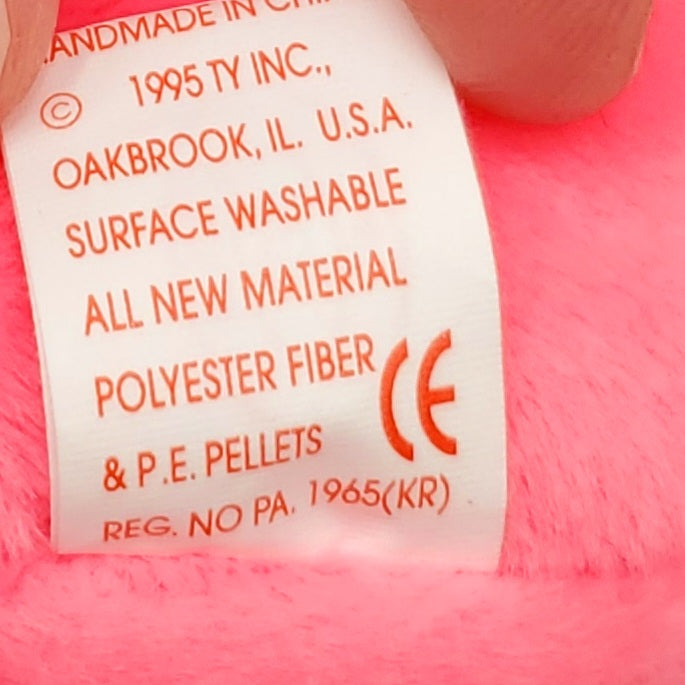 HANDMADE IN CHI
© 1995 TY INC.,
OAKBROOK, IL. U.S.A.
SURFACE WASHABLE
ALL NEW MATERIAL
POLYESTER FIBER
& P.E. PELLETS
CE
REG. NO PA. 1965(KR)